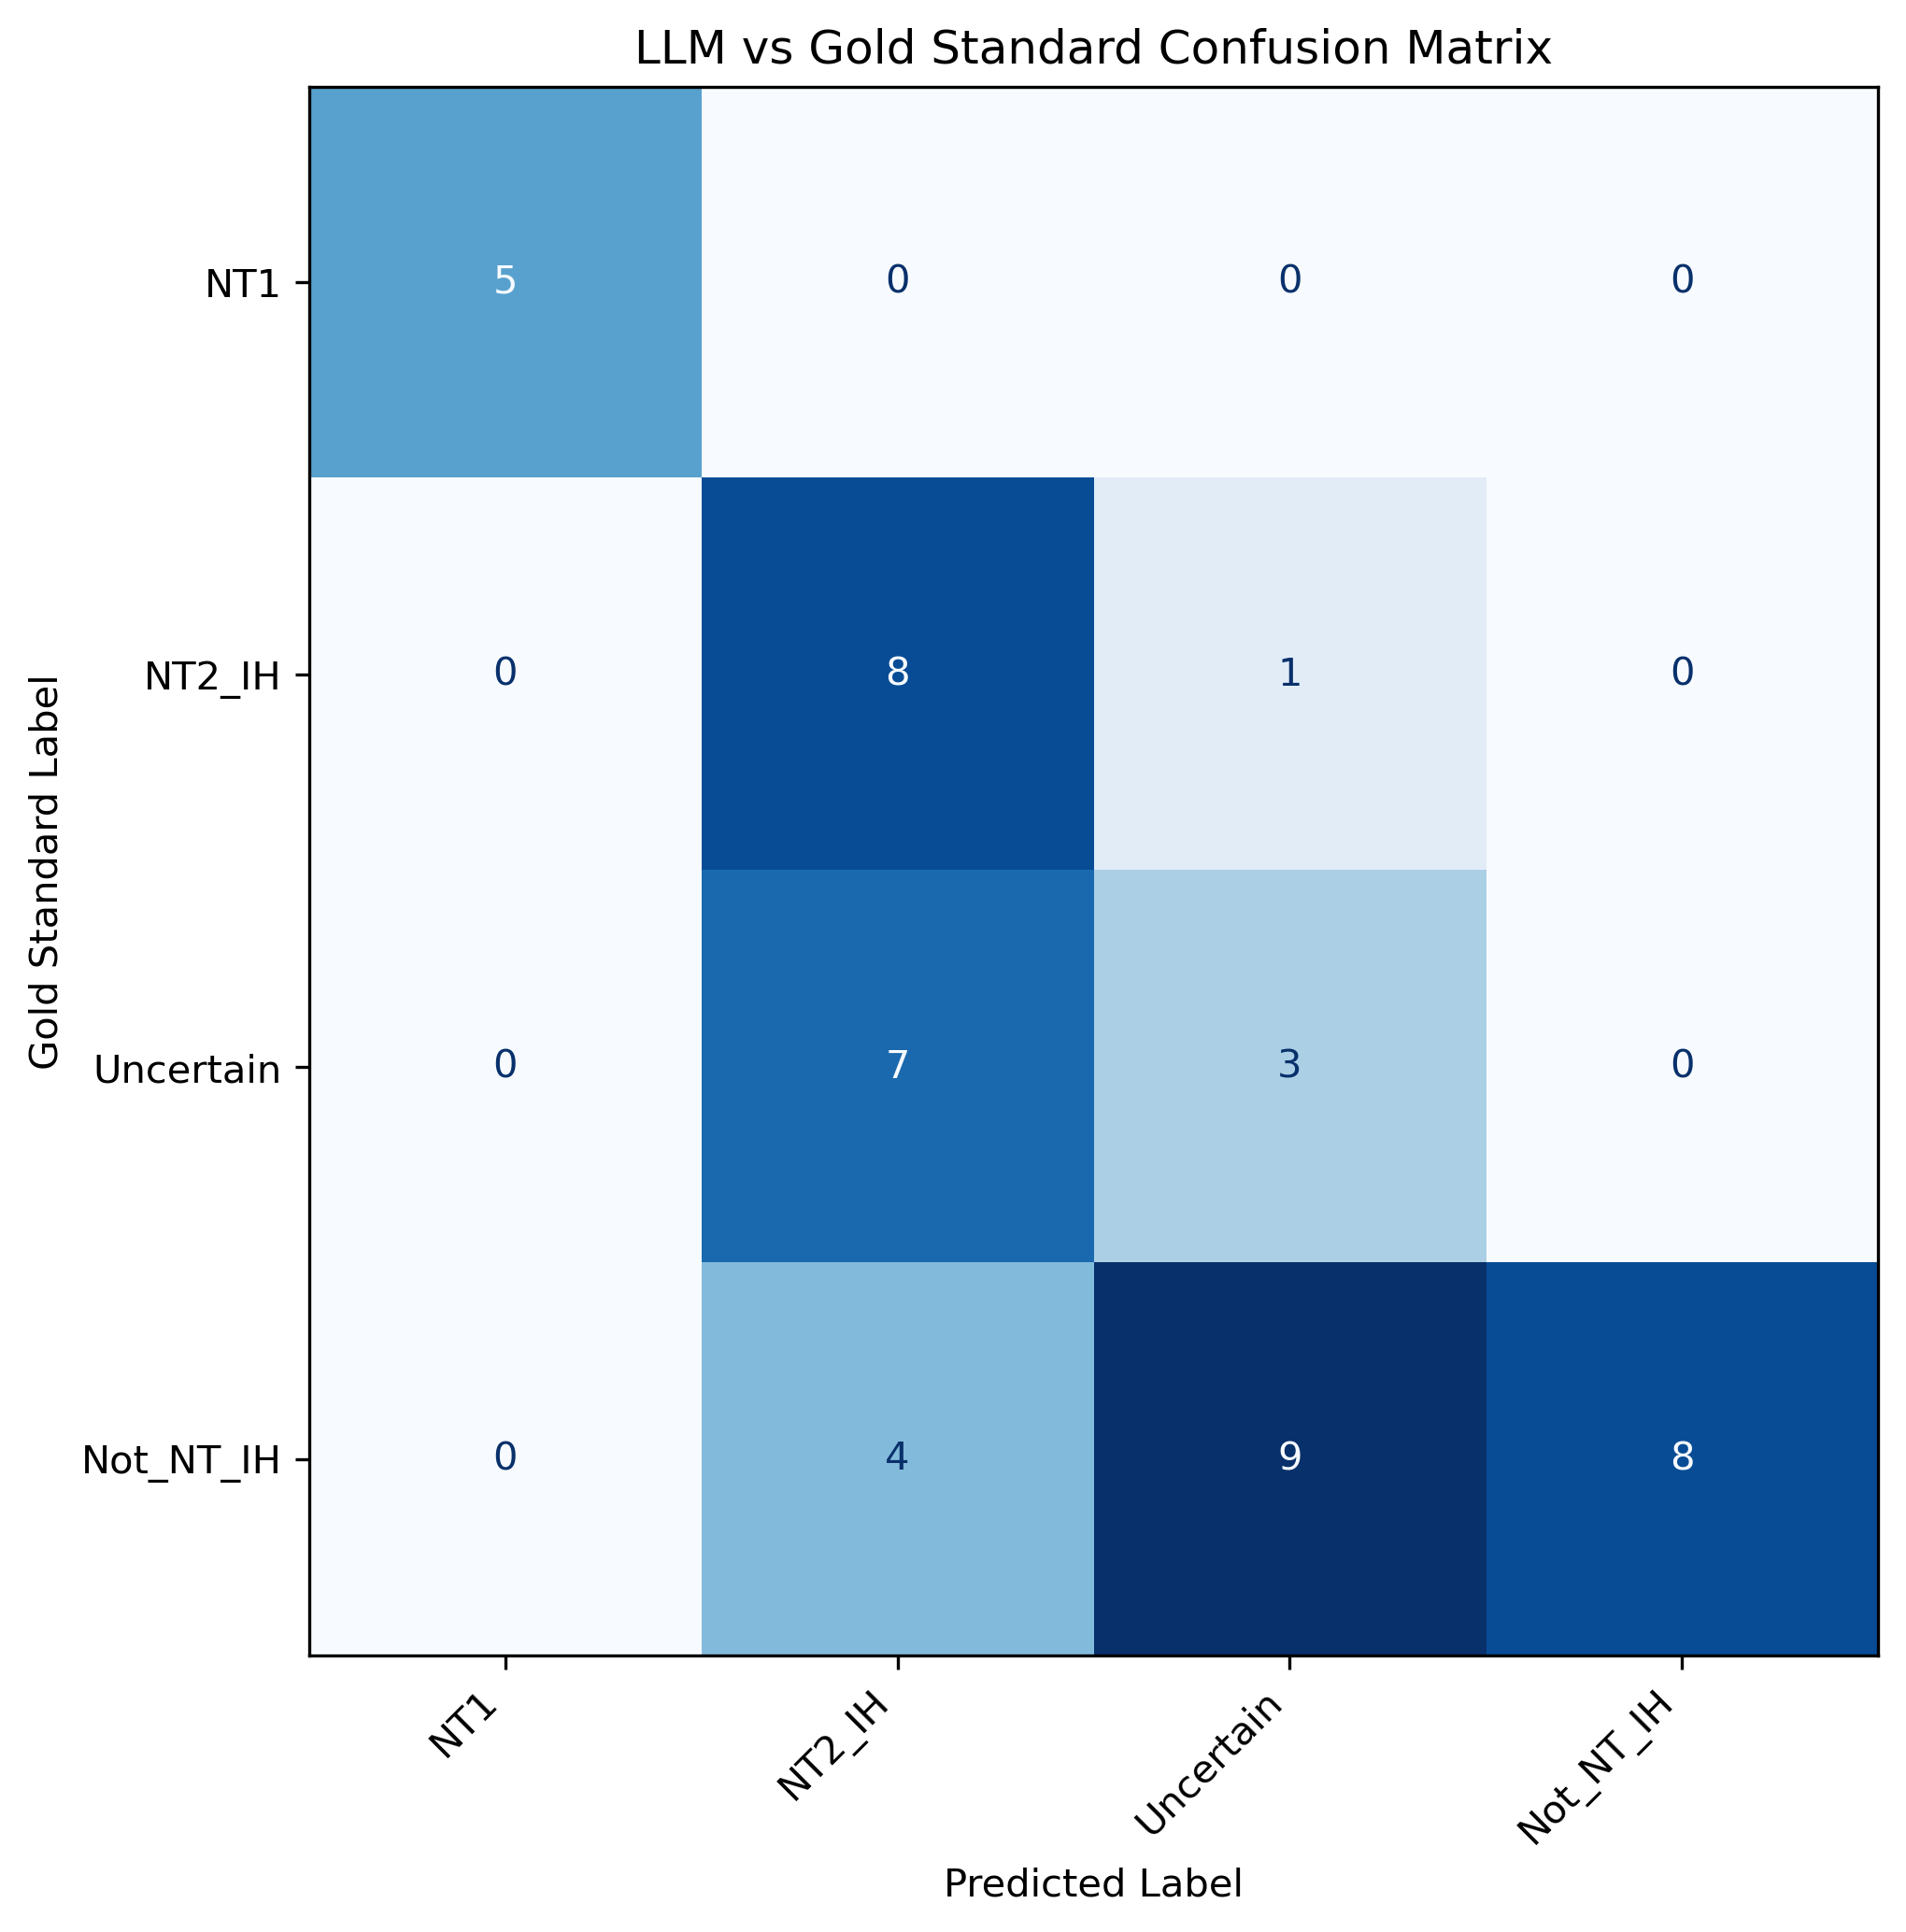 LLM vs Gold Standard Confusion Matrix
Gold Standard Label
NT1
5 0 0 0
NT2_IH
0 8 1 0
Uncertain
0 7 3 0
Not_NT_IH
0 4 9 8
NT1
NT2_IH
Uncertain
Not_NT_IH
Predicted Label